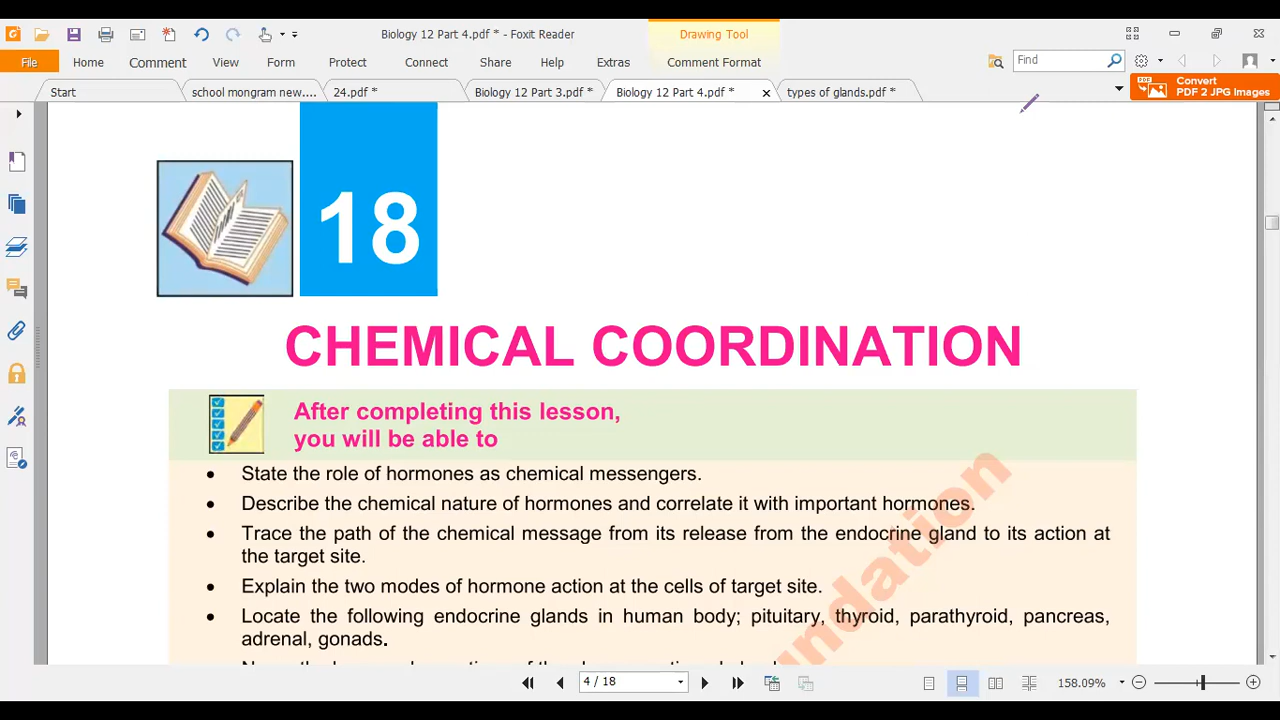 Biology 12 Part 4.pdf * - Foxit Reader
Drawing Tool
File Home Comment View Form Protect Connect Share Help Extras Comment Format
Find
Start
school mongram new....
24.pdf *
Biology 12 Part 3.pdf *
Biology 12 Part 4.pdf *
types of glands.pdf *
Convert
PDF 2 JPG Images
18
CHEMICAL COORDINATION
After completing this lesson,
you will be able to
• State the role of hormones as chemical messengers.
• Describe the chemical nature of hormones and correlate it with important hormones.
• Trace the path of the chemical message from its release from the endocrine gland to its action at
the target site.
• Explain the two modes of hormone action at the cells of target site.
• Locate the following endocrine glands in human body; pituitary, thyroid, parathyroid, pancreas,
adrenal, gonads.
4 / 18
158.09%